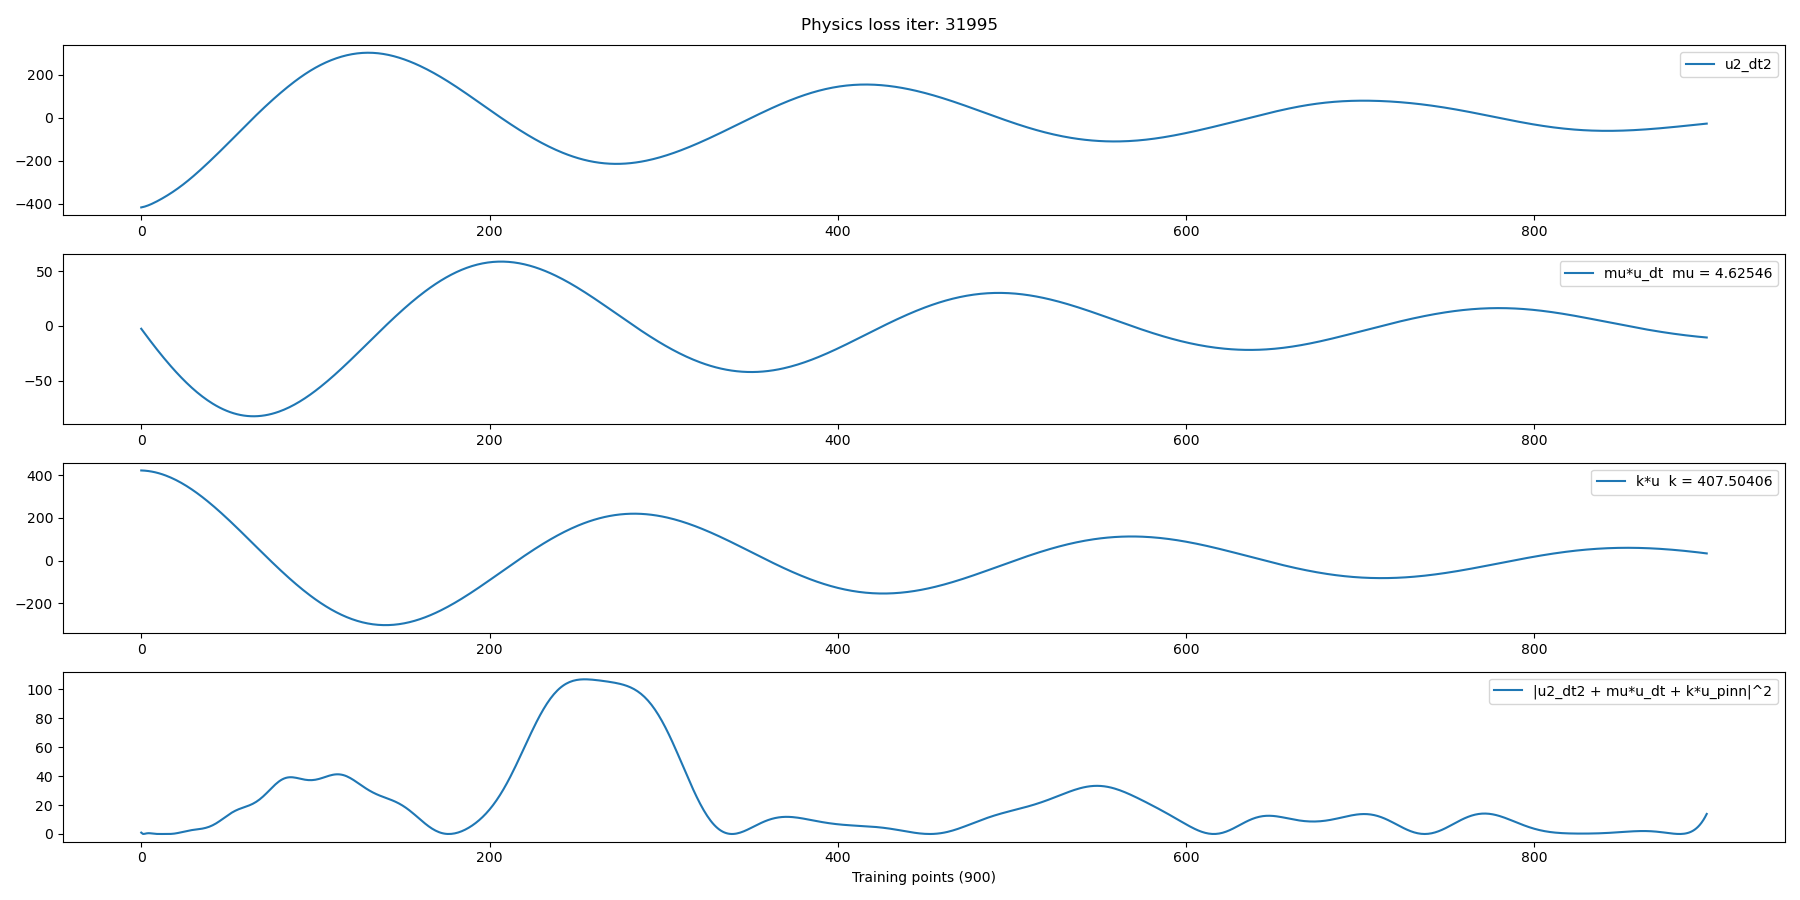 Physics loss iter: 31995
u2_dt2
200
0
−200
−400
0 200 400 600 800
mu*u_dt mu = 4.62546
50
0
−50
0 200 400 600 800
k*u k = 407.50406
400
200
0
−200
0 200 400 600 800
|u2_dt2 + mu*u_dt + k*u_pinn|^2
100
80
60
40
20
0
0 200 400 600 800
Training points (900)